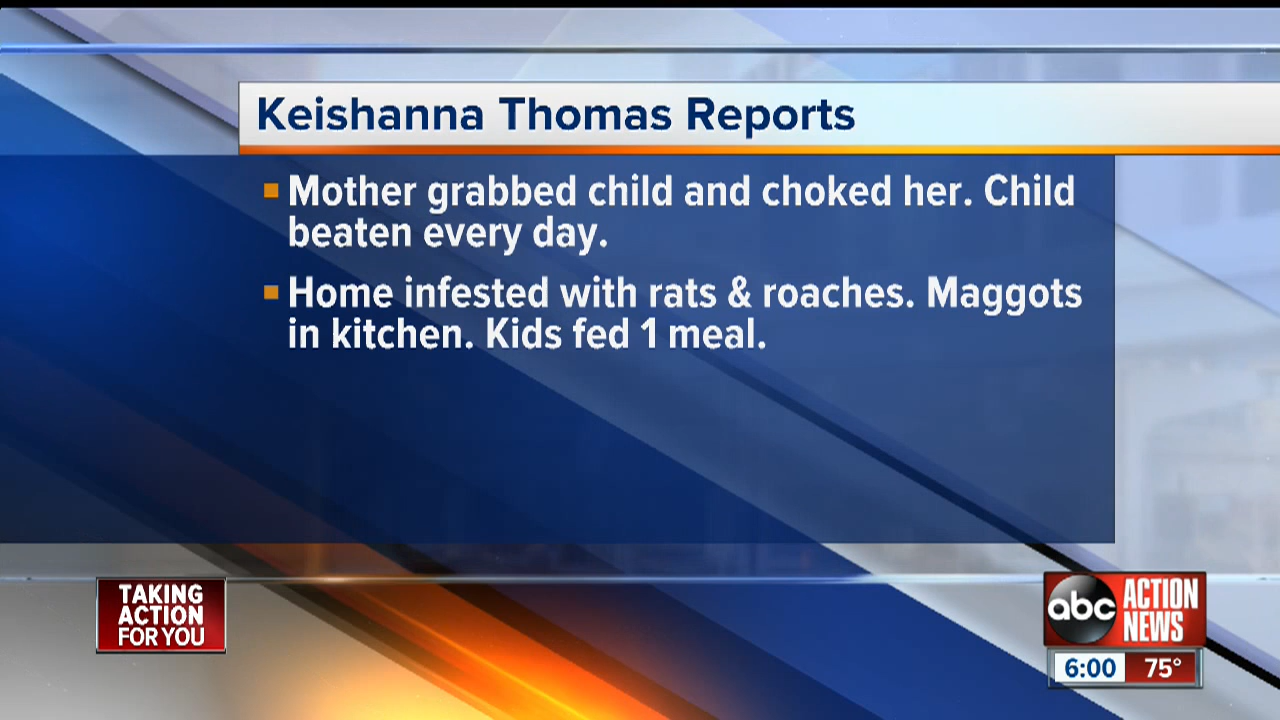 Keishanna Thomas Reports
Mother grabbed child and choked her. Child
beaten every day.
Home infested with rats & roaches. Maggots
in kitchen. Kids fed 1 meal.
TAKING
ACTION
FOR YOU
abc
ACTION
NEWS
6:00 75°